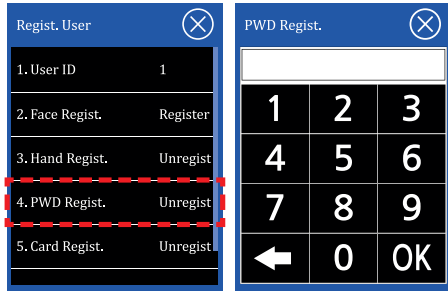 Regist. User
1. User ID 1
2. Face Regist. Register
3. Hand Regist. Unregist
4. PWD Regist. Unregist
5. Card Regist. Unregist
PWD Regist.
1 2 3
4 5 6
7 8 9
0 OK